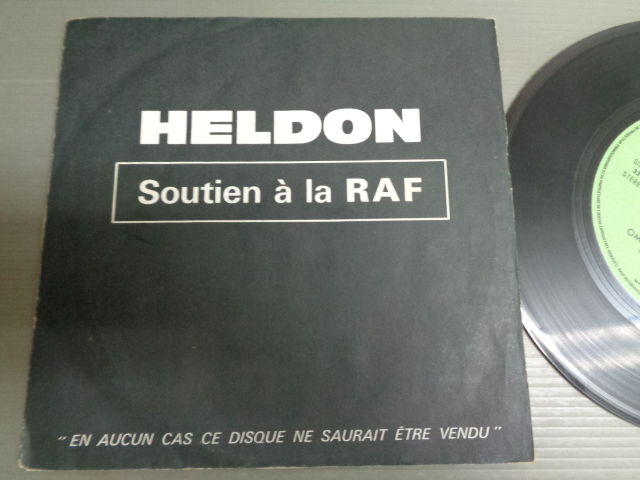 HELDON
Soutien à la RAF
" EN AUCUN CAS CE DISQUE NE SAURAIT ÊTRE VENDU "